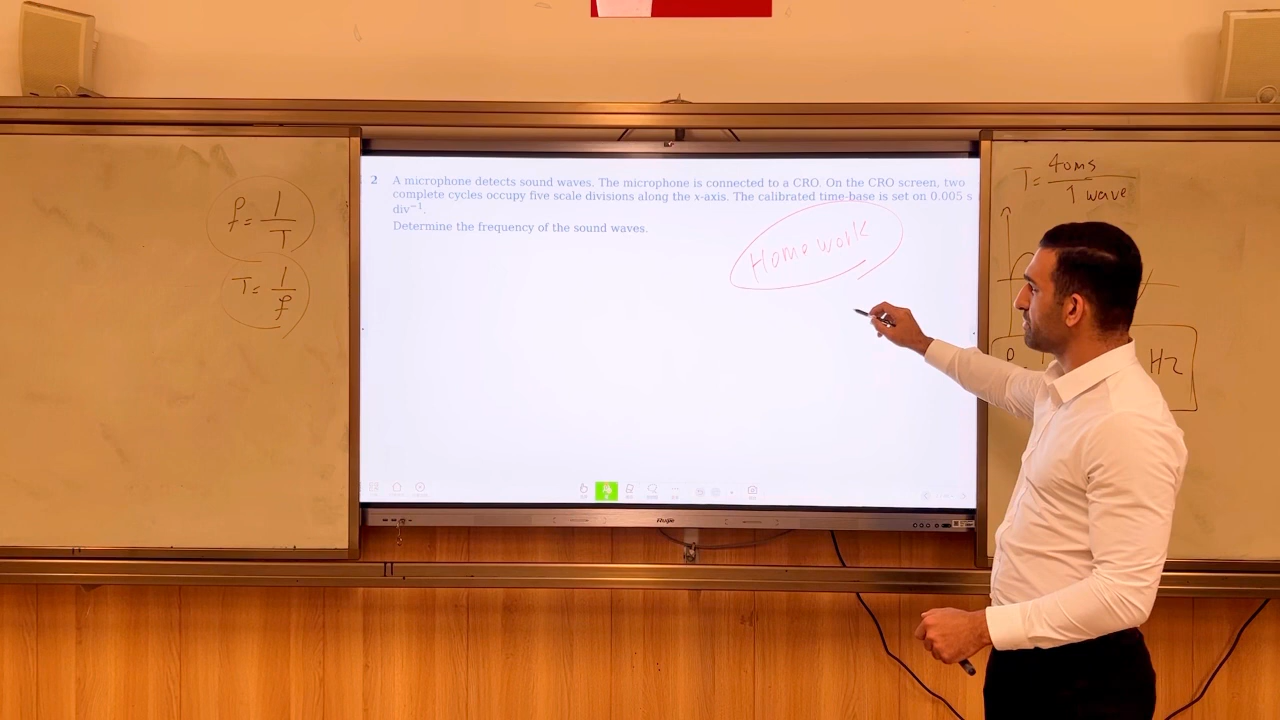 f = 1/T
T = 1/f
2 A microphone detects sound waves. The microphone is connected to a CRO. On the CRO screen, two
complete cycles occupy five scale divisions along the x-axis. The calibrated time-base is set on 0.005 s
div⁻¹.
Determine the frequency of the sound waves.
Homework
T = 40ms / 1 wave
Hz
Ruijie